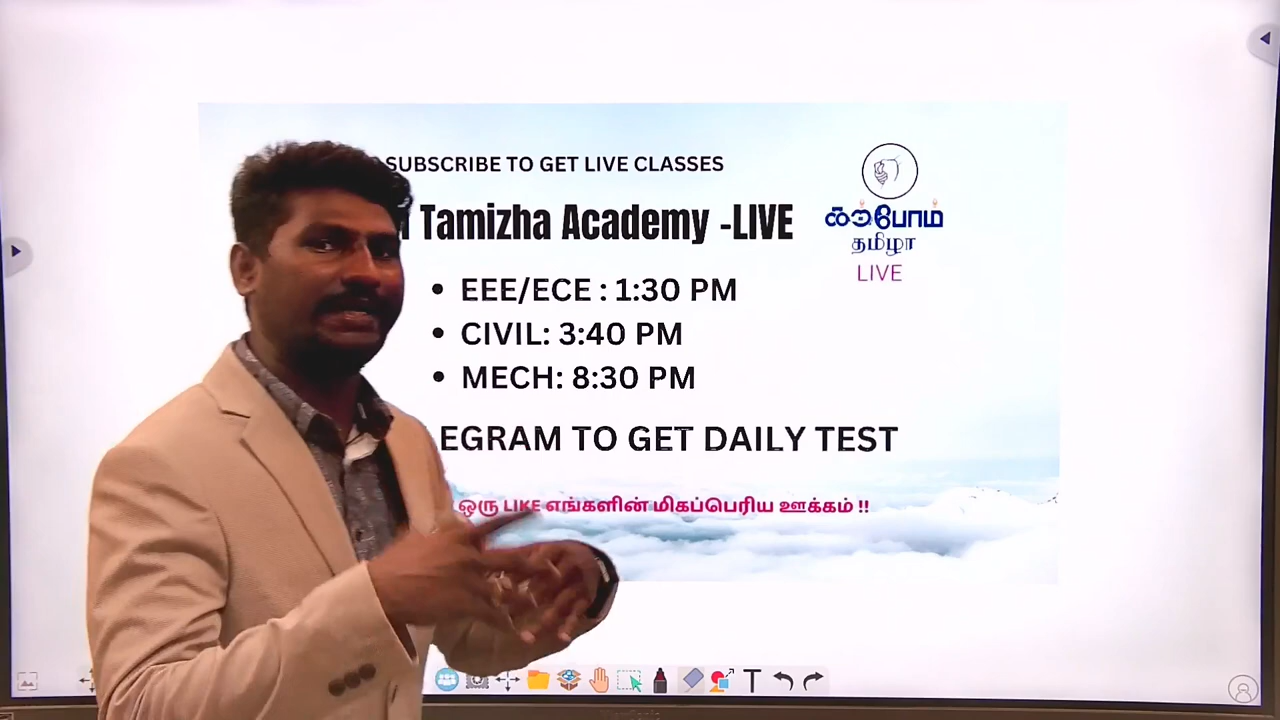 SUBSCRIBE TO GET LIVE CLASSES
Tamizha Academy -LIVE
தமிழா
LIVE
• EEE/ECE : 1:30 PM
• CIVIL: 3:40 PM
• MECH: 8:30 PM
EGRAM TO GET DAILY TEST
ஒரு LIKE எங்களின் மிகப்பெரிய ஊக்கம் !!